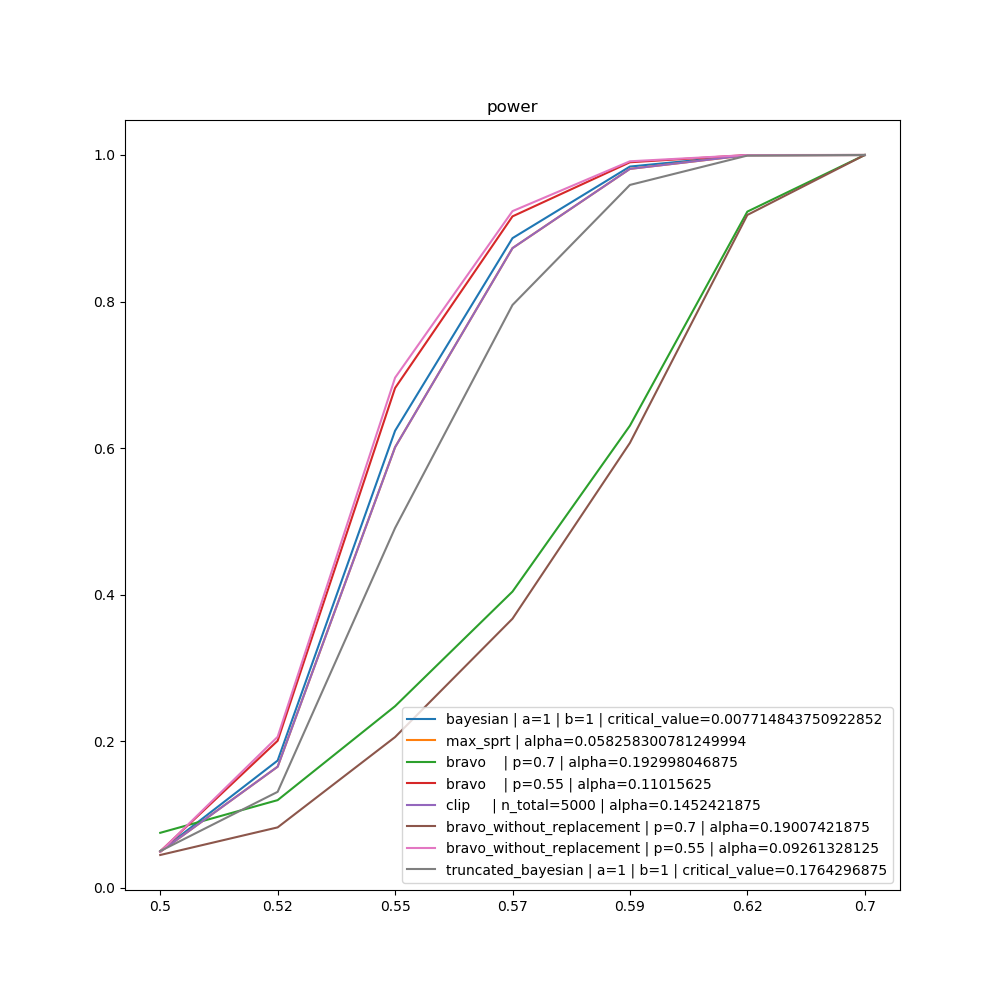 power
1.0
0.8
0.6
0.4
0.2
0.0
bayesian | a=1 | b=1 | critical_value=0.007714843750922852
max_sprt | alpha=0.058258300781249994
bravo    | p=0.7 | alpha=0.192998046875
bravo    | p=0.55 | alpha=0.11015625
clip     | n_total=5000 | alpha=0.1452421875
bravo_without_replacement | p=0.7 | alpha=0.19007421875
bravo_without_replacement | p=0.55 | alpha=0.09261328125
truncated_bayesian | a=1 | b=1 | critical_value=0.1764296875
0.5 0.52 0.55 0.57 0.59 0.62 0.7